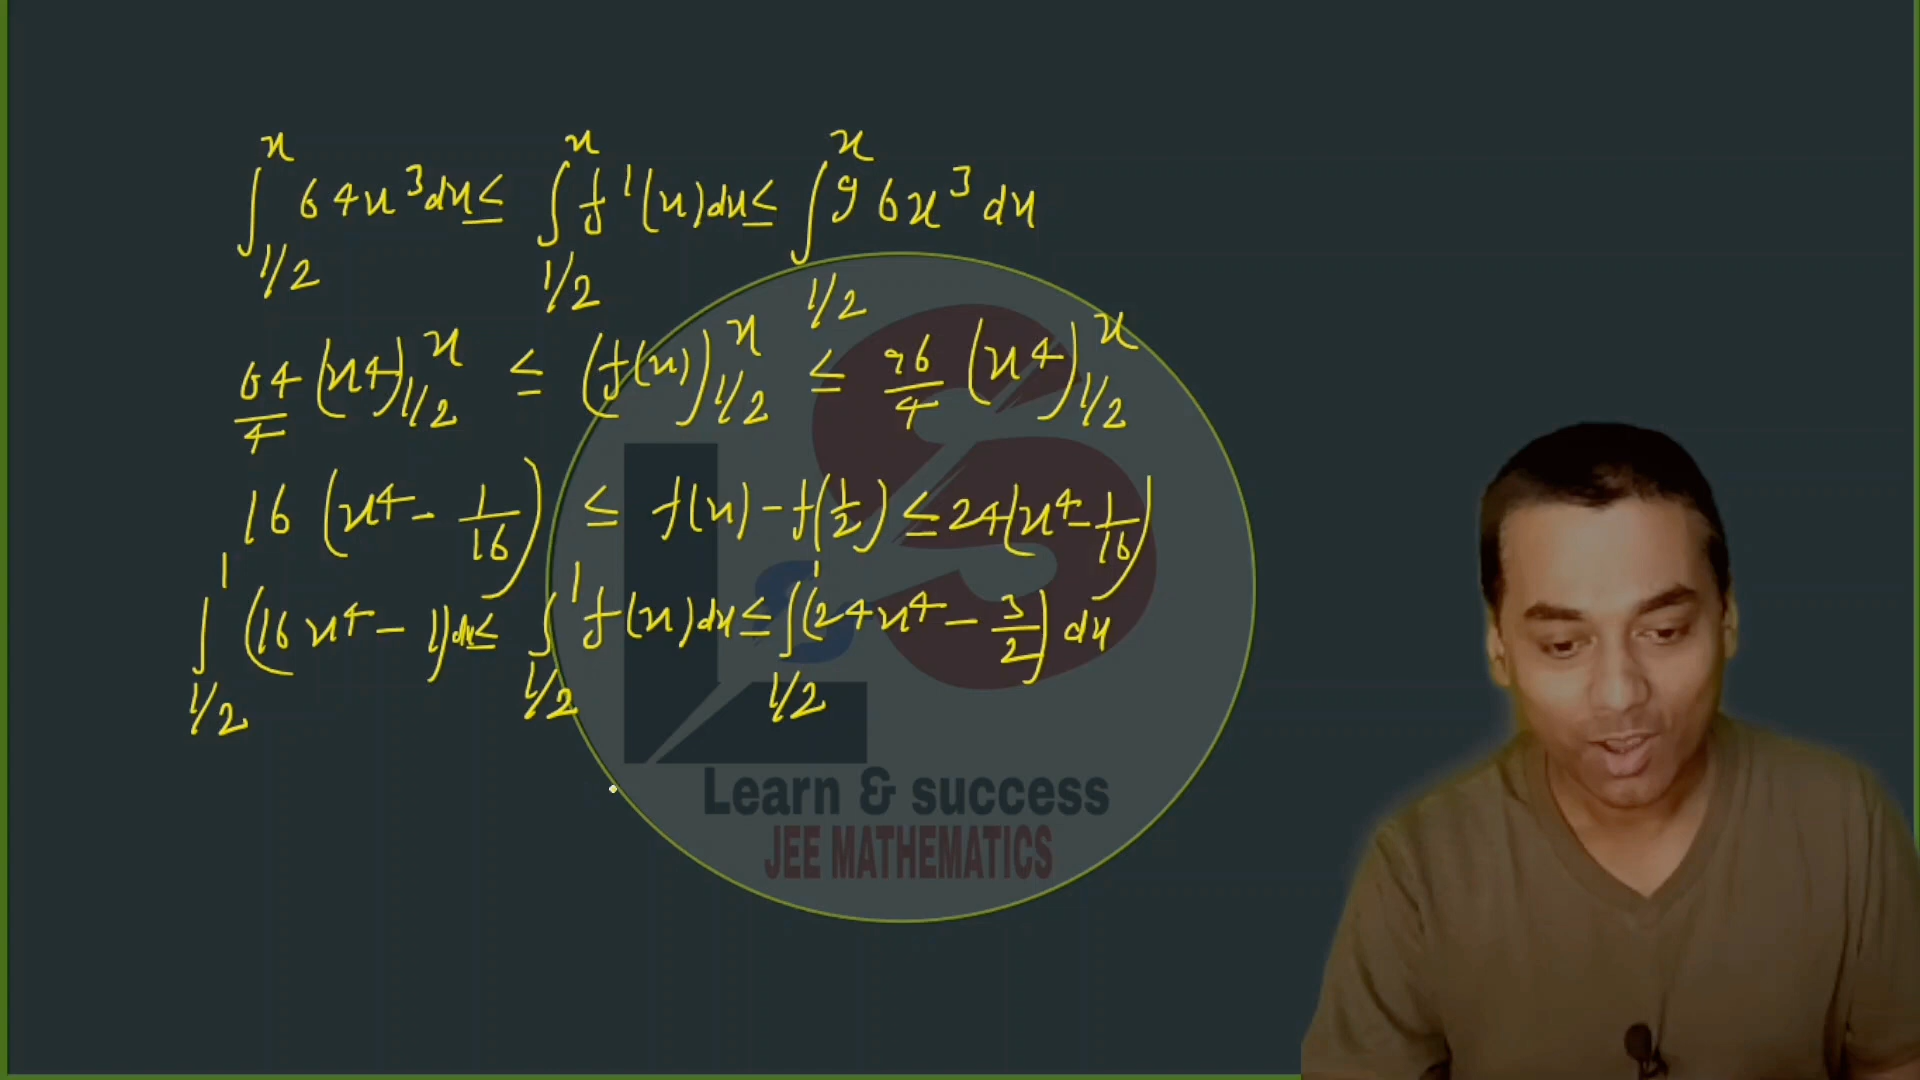 ∫_{1/2}^{x} 64x³dx ≤ ∫_{1/2}^{x} f'(x)dx ≤ ∫_{1/2}^{x} 96x³dx
64/4 (x⁴)_{1/2}^{x} ≤ (f(x))_{1/2}^{x} ≤ 96/4 (x⁴)_{1/2}^{x}
16 (x⁴ - 1/16) ≤ f(x) - f(1/2) ≤ 24(x⁴ - 1/16)
∫_{1/2}^{1} (16x⁴ - 1)dx ≤ ∫_{1/2}^{1} f(x)dx ≤ ∫_{1/2}^{1} (24x⁴ - 3/2) dx
Learn & success
JEE MATHEMATICS